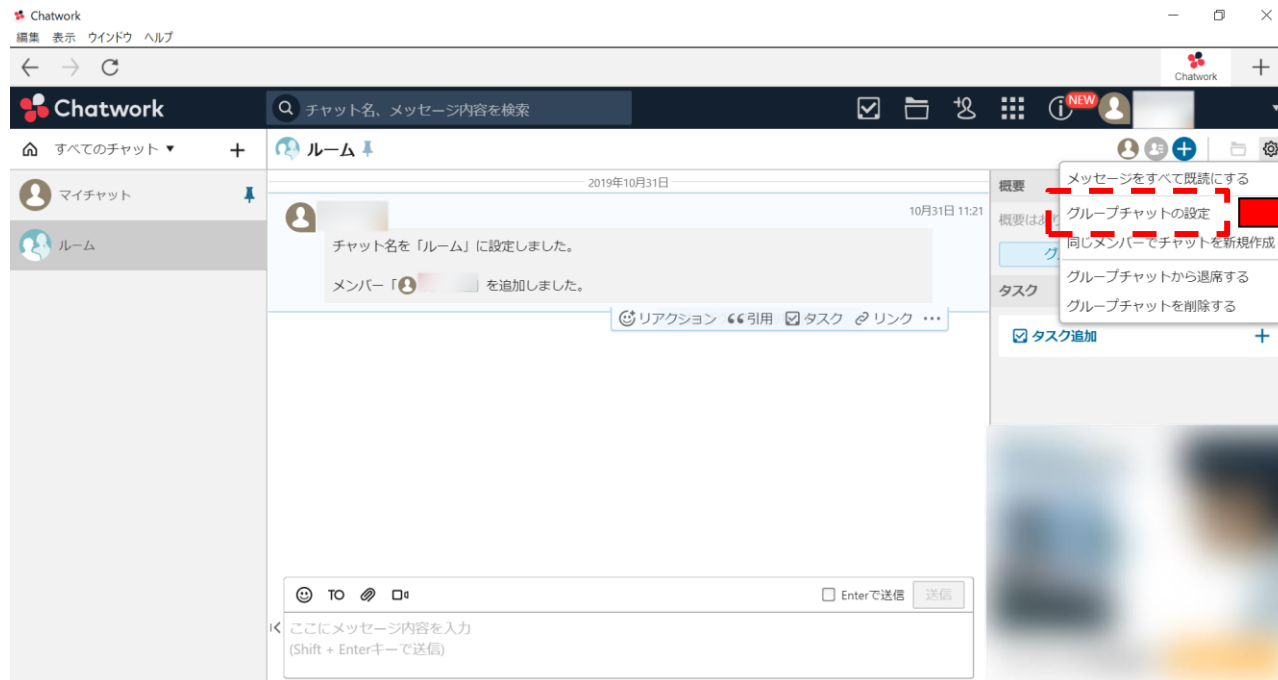 Chatwork
編集 表示 ウインドウ ヘルプ
Chatwork
Chatwork
チャット名、メッセージ内容を検索
NEW
すべてのチャット
ルーム
マイチャット
ルーム
2019年10月31日
10月31日 11:21
チャット名を「ルーム」に設定しました。
メンバー「 を追加しました。
リアクション 引用 タスク リンク
概要
概要はあり
グ
タスク
タスク追加
メッセージをすべて既読にする
グループチャットの設定
同じメンバーでチャットを新規作成
グループチャットから退席する
グループチャットを削除する
TO
Enterで送信
送信
ここにメッセージ内容を入力
(Shift + Enterキーで送信)